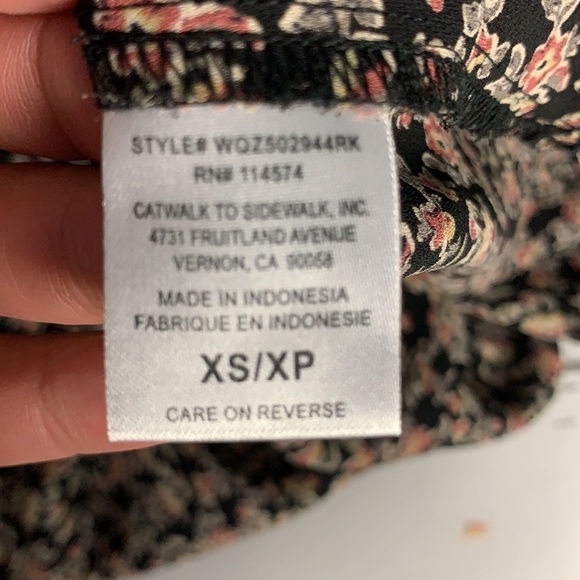 STYLE# WQZ502944RK
RN# 114574
CATWALK TO SIDEWALK, INC.
4731 FRUITLAND AVENUE
VERNON, CA 90058
MADE IN INDONESIA
FABRIQUE EN INDONESIE
XS/XP
CARE ON REVERSE